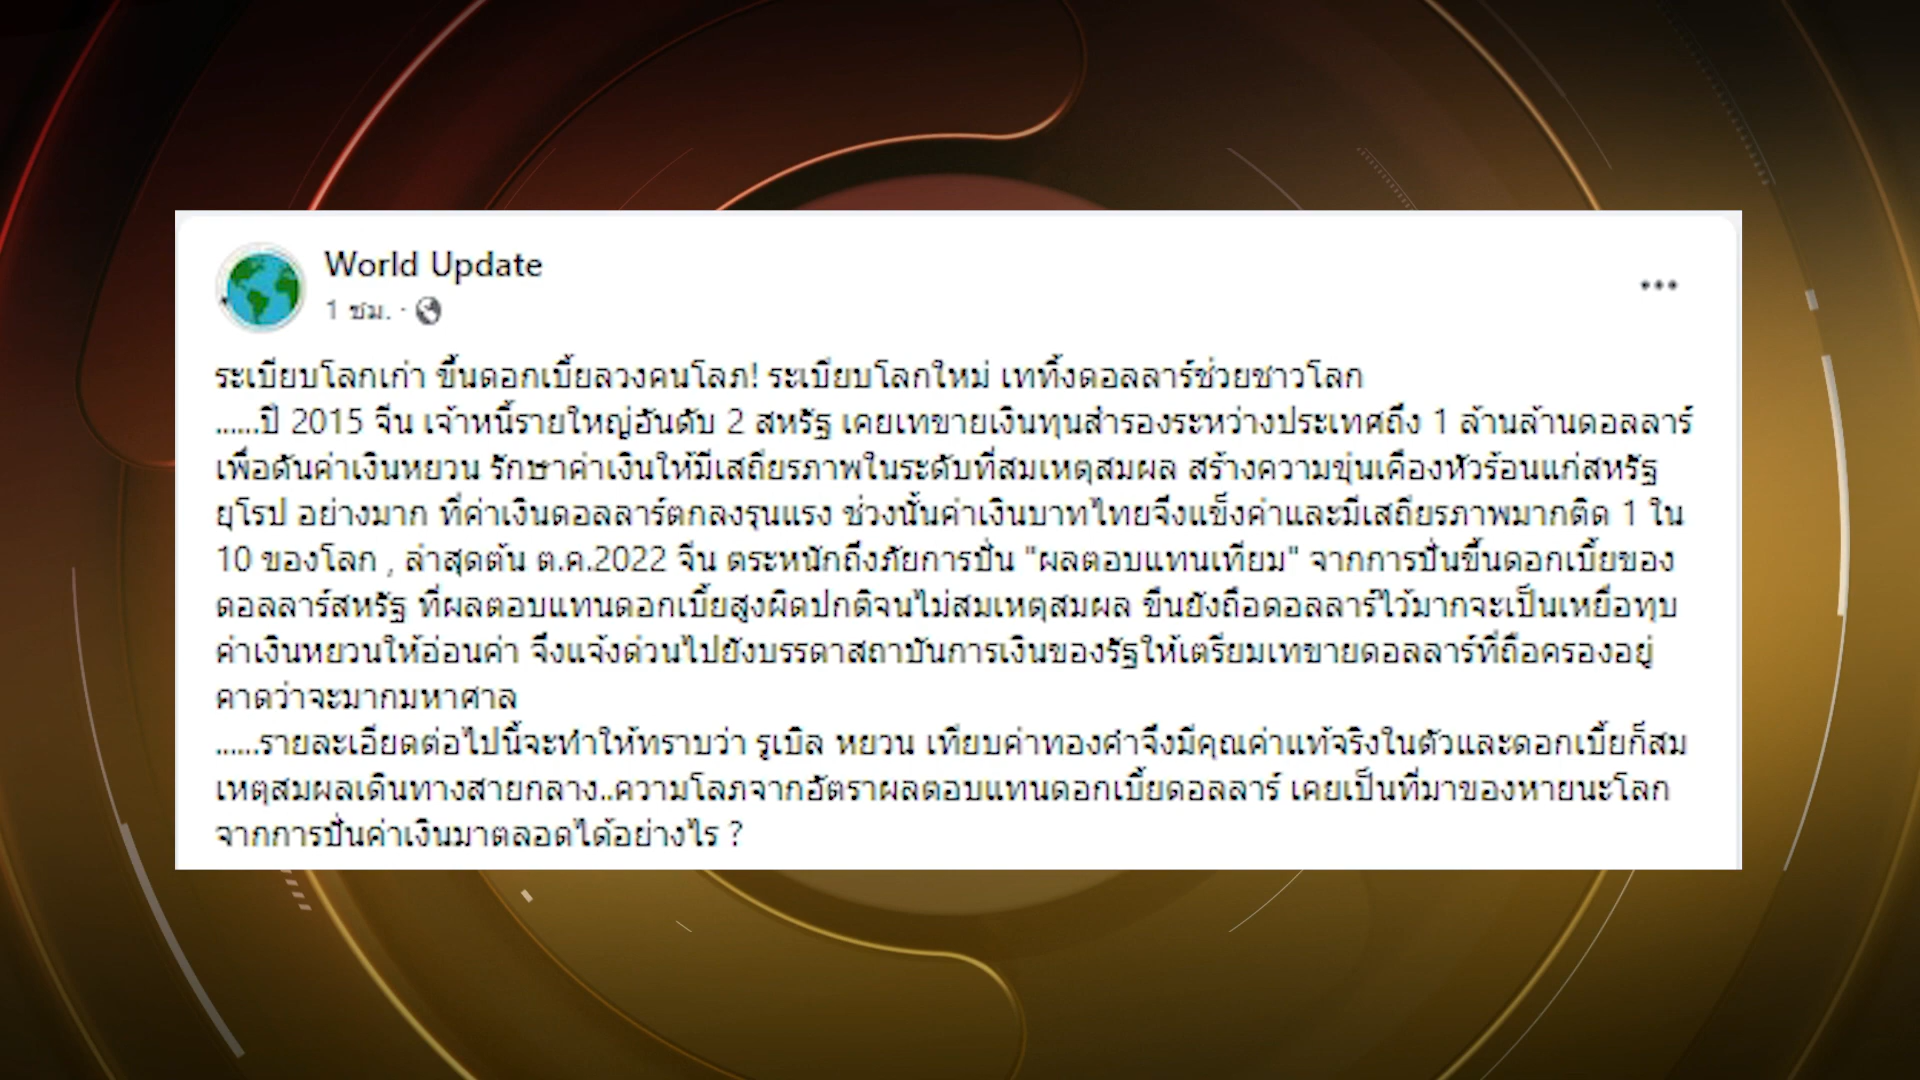 World Update
1 ชม. ·
ระเบียบโลกเก่า ขึ้นดอกเบี้ยลวงคนโลภ! ระเบียบโลกใหม่ เททิ้งดอลลาร์ช่วยชาวโลก
......ปี 2015 จีน เจ้าหนี้รายใหญ่อันดับ 2 สหรัฐ เคยเทขายเงินทุนสำรองระหว่างประเทศถึง 1 ล้านล้านดอลลาร์
เพื่อดันค่าเงินหยวน รักษาค่าเงินให้มีเสถียรภาพในระดับที่สมเหตุสมผล สร้างความขุ่นเคืองหัวร้อนแก่สหรัฐ
ยุโรป อย่างมาก ที่ค่าเงินดอลลาร์ตกลงรุนแรง ช่วงนั้นค่าเงินบาทไทยจึงแข็งค่าและมีเสถียรภาพมากติด 1 ใน
10 ของโลก , ล่าสุดต้น ต.ค.2022 จีน ตระหนักถึงภัยการปั่น "ผลตอบแทนเทียม" จากการปั่นขึ้นดอกเบี้ยของ
ดอลลาร์สหรัฐ ที่ผลตอบแทนดอกเบี้ยสูงผิดปกติจนไม่สมเหตุสมผล ขืนยังถือดอลลาร์ไว้มากจะเป็นเหยื่อทุบ
ค่าเงินหยวนให้อ่อนค่า จึงแจ้งด่วนไปยังบรรดาสถาบันการเงินของรัฐให้เตรียมเทขายดอลลาร์ที่ถือครองอยู่
คาดว่าจะมากมหาศาล
......รายละเอียดต่อไปนี้จะทำให้ทราบว่า รูเบิล หยวน เทียบค่าทองคำจึงมีคุณค่าแท้จริงในตัวและดอกเบี้ยก็สม
เหตุสมผลเดินทางสายกลาง..ความโลภจากอัตราผลตอบแทนดอกเบี้ยดอลลาร์ เคยเป็นที่มาของหายนะโลก
จากการปั่นค่าเงินมาตลอดได้อย่างไร ?